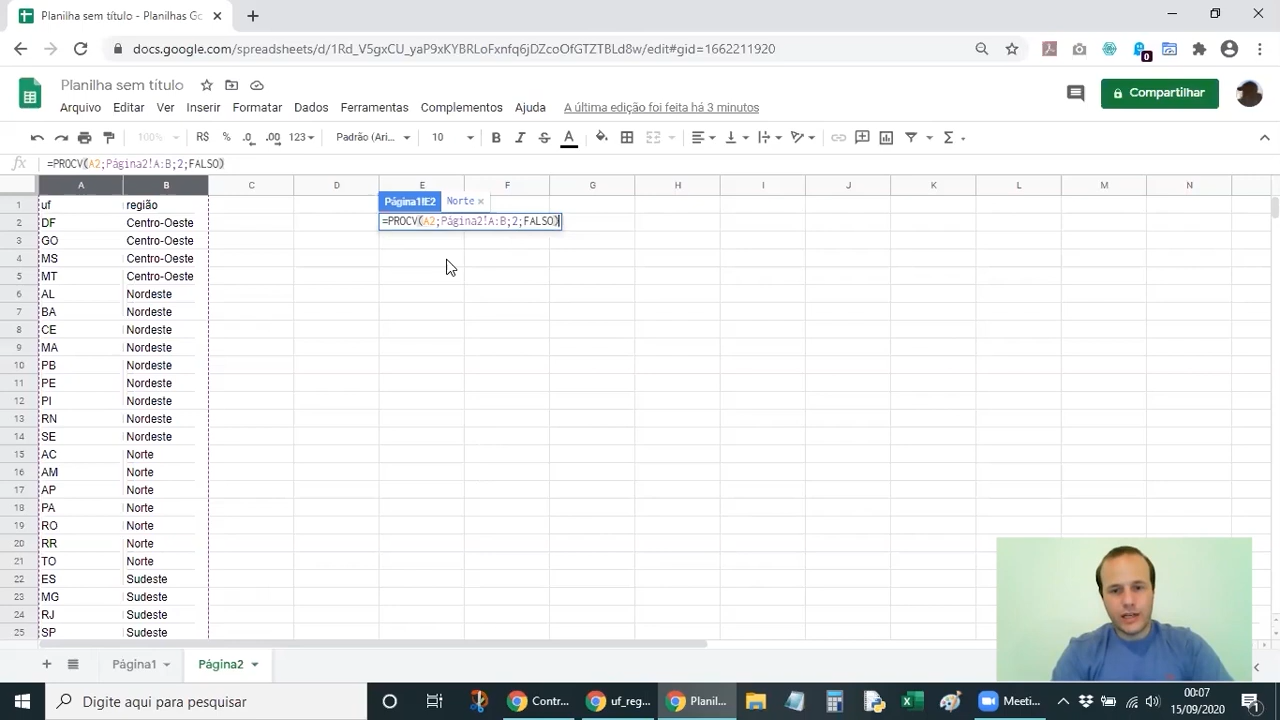 Planilha sem título - Planilhas Go
docs.google.com/spreadsheets/d/1Rd_V5gxCU_yaP9xKYBRLoFxnfq6jDZcoOfGTZTBLd8w/edit#gid=1662211920
0
Planilha sem título
Arquivo Editar Ver Inserir Formatar Dados Ferramentas Complementos Ajuda A última edição foi feita há 3 minutos
Compartilhar
100% R$ % .0 .00 123 Padrão (Ari... 10 B I S A
fx =PROCV(A2;Página2!A:B;2;FALSO)
A B C D E F G H I J K L M N
1 uf região
Página1!E2 Norte ×
2 DF Centro-Oeste =PROCV(A2;Página2!A:B;2;FALSO)
3 GO Centro-Oeste
4 MS Centro-Oeste
5 MT Centro-Oeste
6 AL Nordeste
7 BA Nordeste
8 CE Nordeste
9 MA Nordeste
10 PB Nordeste
11 PE Nordeste
12 PI Nordeste
13 RN Nordeste
14 SE Nordeste
15 AC Norte
16 AM Norte
17 AP Norte
18 PA Norte
19 RO Norte
20 RR Norte
21 TO Norte
22 ES Sudeste
23 MG Sudeste
24 RJ Sudeste
25 SP Sudeste
Página1 Página2
Digite aqui para pesquisar Contr... uf_reg... Planil... Meeti... 00:07
15/09/2020 1